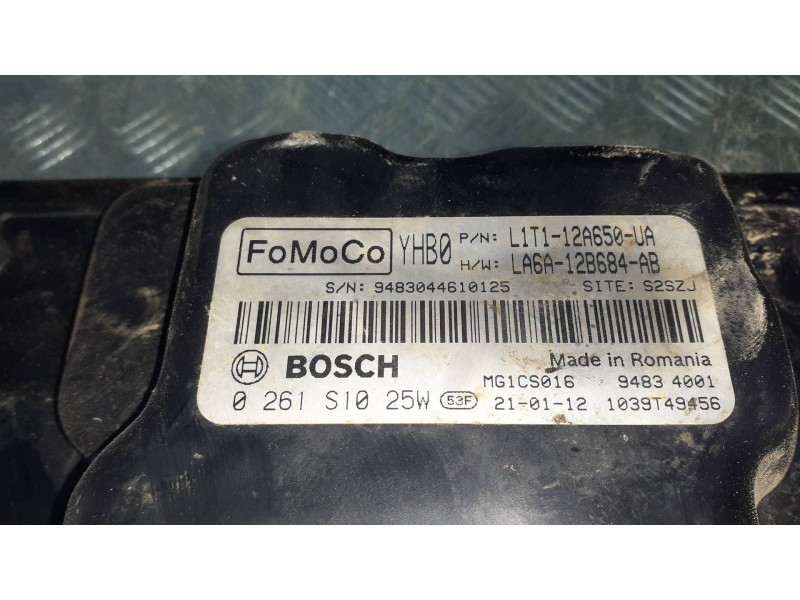 FoMoCo YHB0 P/N: L1T1-12A650-UA
H/W: LA6A-12B684-AB
S/N: 9483044610125 SITE: S2SZJ
BOSCH Made in Romania
MG1CS016 9483 4001
0 261 S10 25W 53F 21-01-12 1039T49456